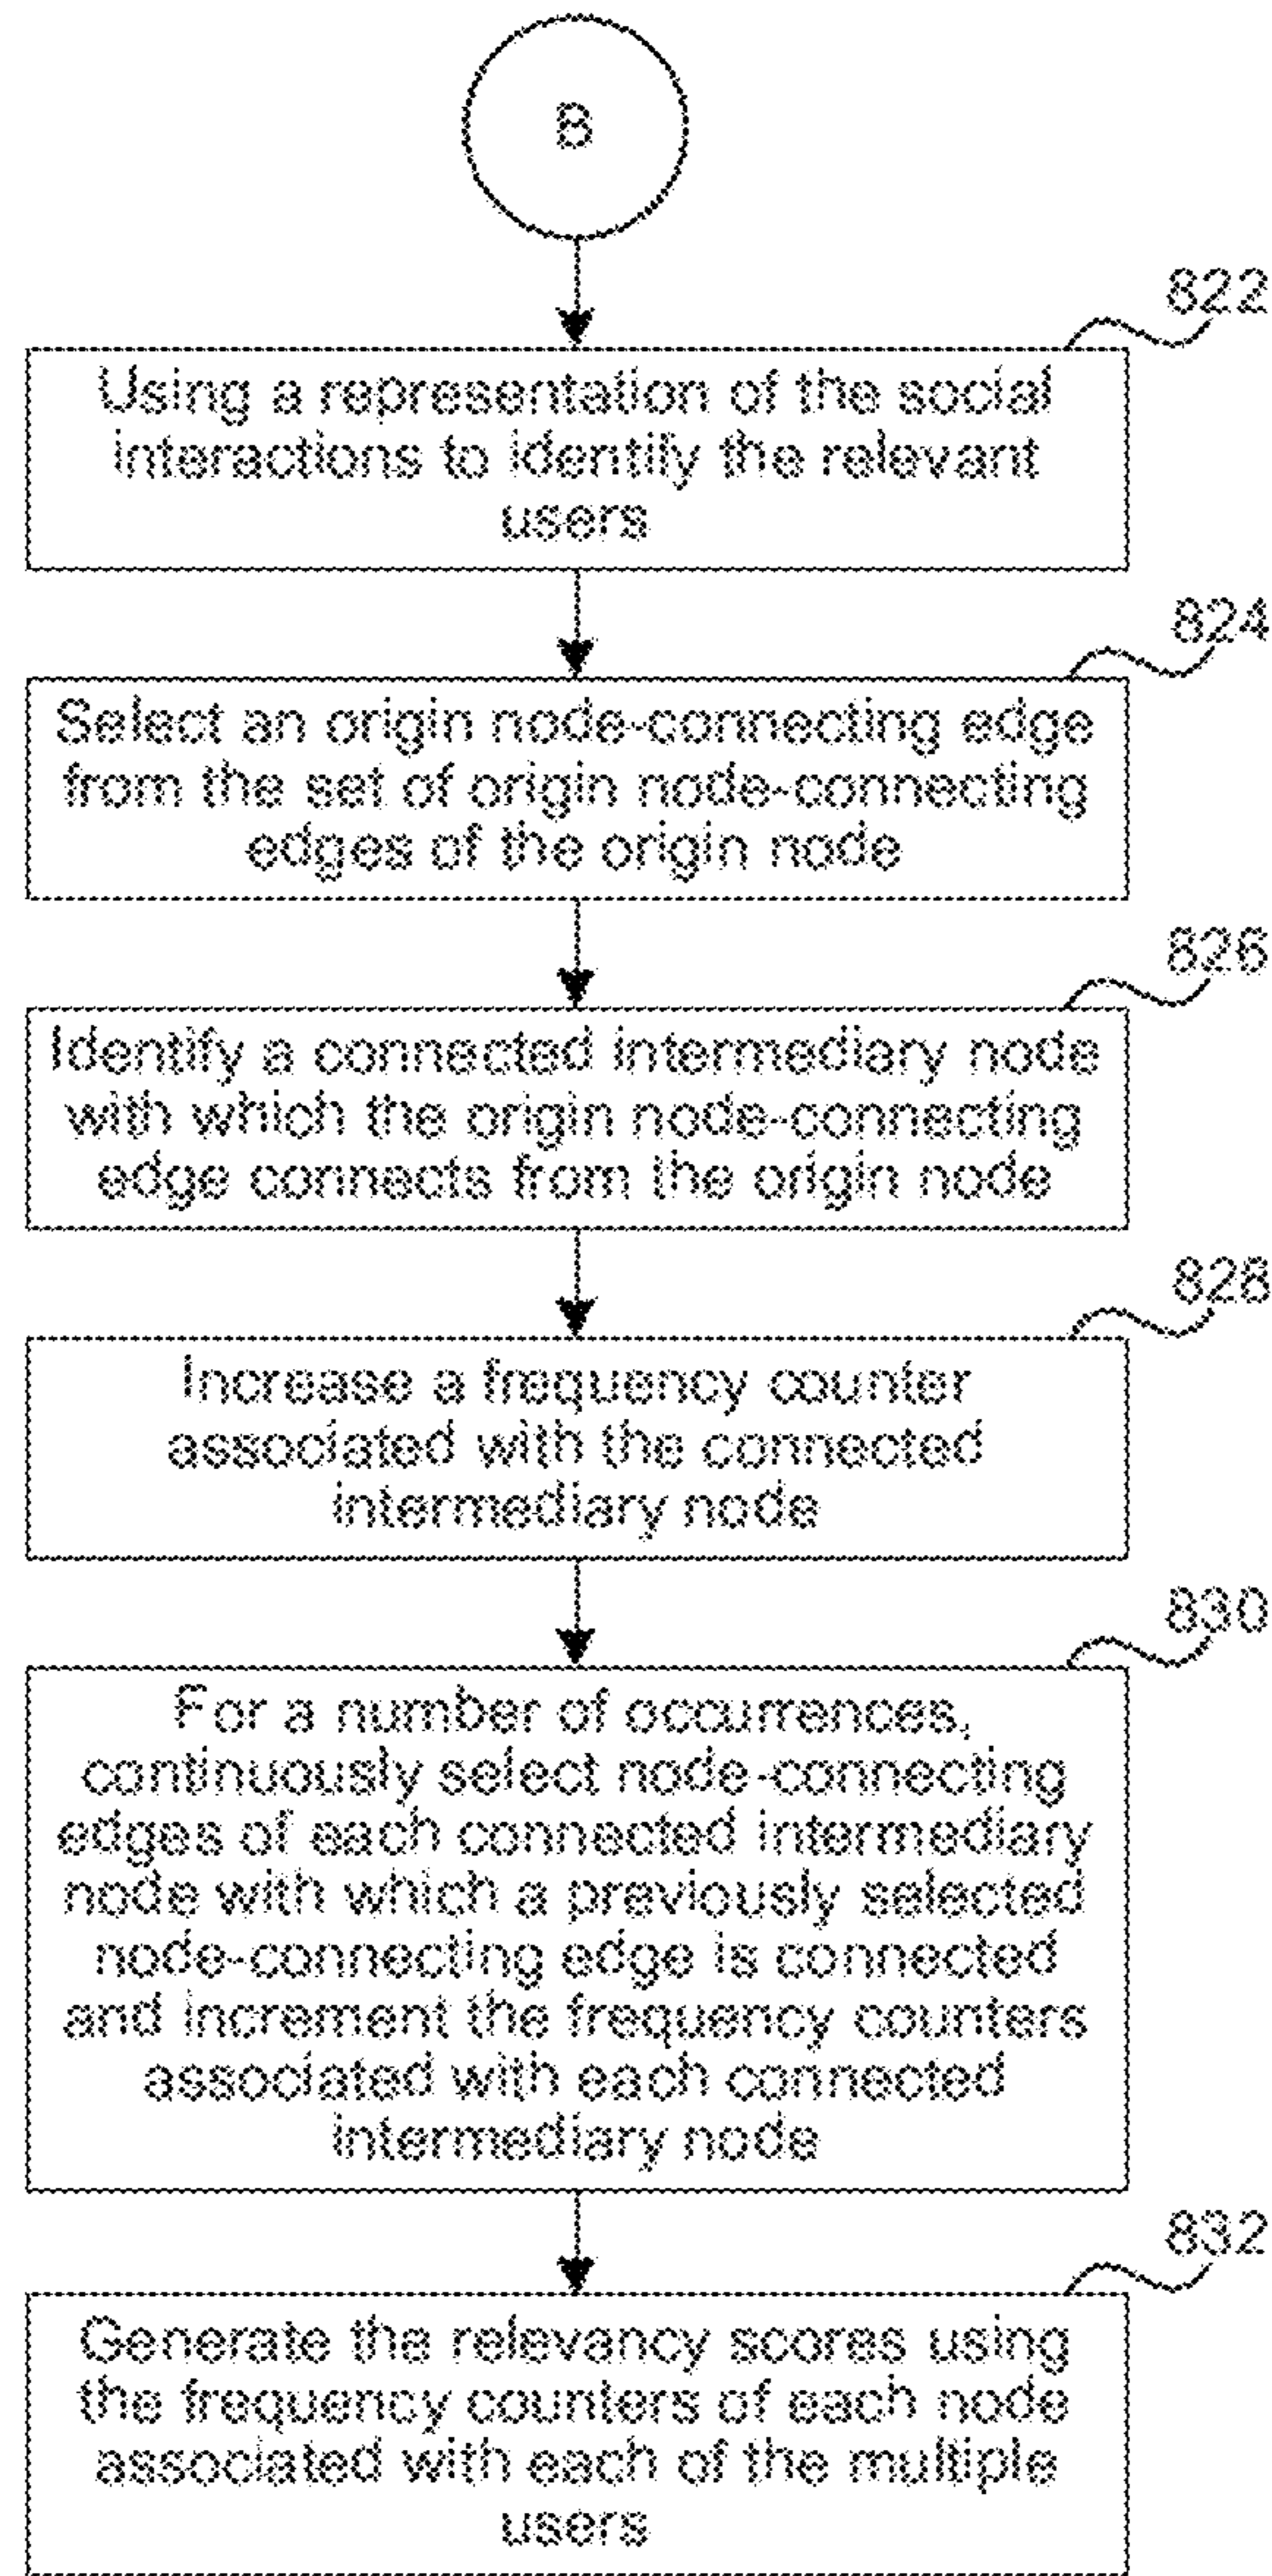 B
822
Using a representation of the social
interactions to identify the relevant
users
824
Select an origin node-connecting edge
from the set of origin node-connecting
edges of the origin node
826
Identify a connected intermediary node
with which the origin node-connecting
edge connects from the origin node
828
Increase a frequency counter
associated with the connected
intermediary node
830
For a number of occurrences,
continuously select node-connecting
edges of each connected intermediary
node with which a previously selected
node-connecting edge is connected
and increment the frequency counters
associated with each connected
intermediary node
832
Generate the relevancy scores using
the frequency counters of each node
associated with each of the multiple
users